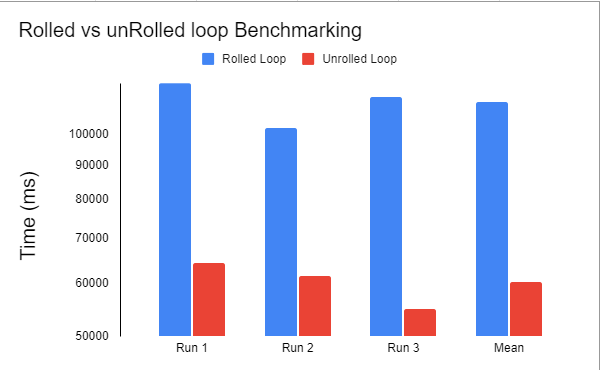 Rolled vs unRolled loop Benchmarking
Rolled Loop
Unrolled Loop
Time (ms)
100000
90000
80000
70000
60000
50000
Run 1
Run 2
Run 3
Mean